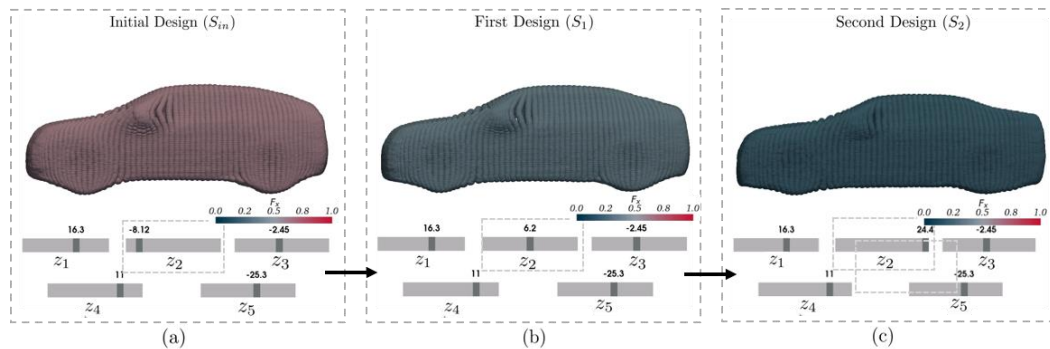 Initial Design (S_in)
F_x
0.0 0.3 0.5 0.8 1.0
16.3 -8.12 -2.45
z_1 z_2 z_3
11 -25.3
z_4 z_5
(a)
First Design (S_1)
F_x
0.0 0.3 0.5 0.8 1.0
16.3 6.2 -2.45
z_1 z_2 z_3
11 -25.3
z_4 z_5
(b)
Second Design (S_2)
F_x
0.0 0.3 0.5 0.8 1.0
16.3 24.4 -2.45
z_1 z_2 z_3
11 -25.3
z_4 z_5
(c)